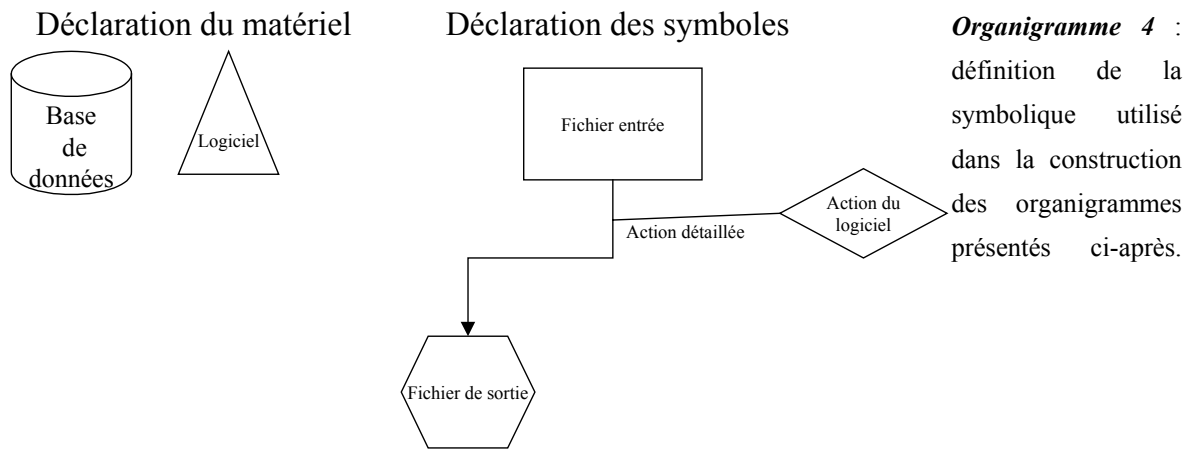 Déclaration du matériel
Déclaration des symboles
Base
de
données
Logiciel
Fichier entrée
Action détaillée
Action du
logiciel
Fichier de sortie
Organigramme 4 :
définition de la
symbolique utilisé
dans la construction
des organigrammes
présentés ci-après.